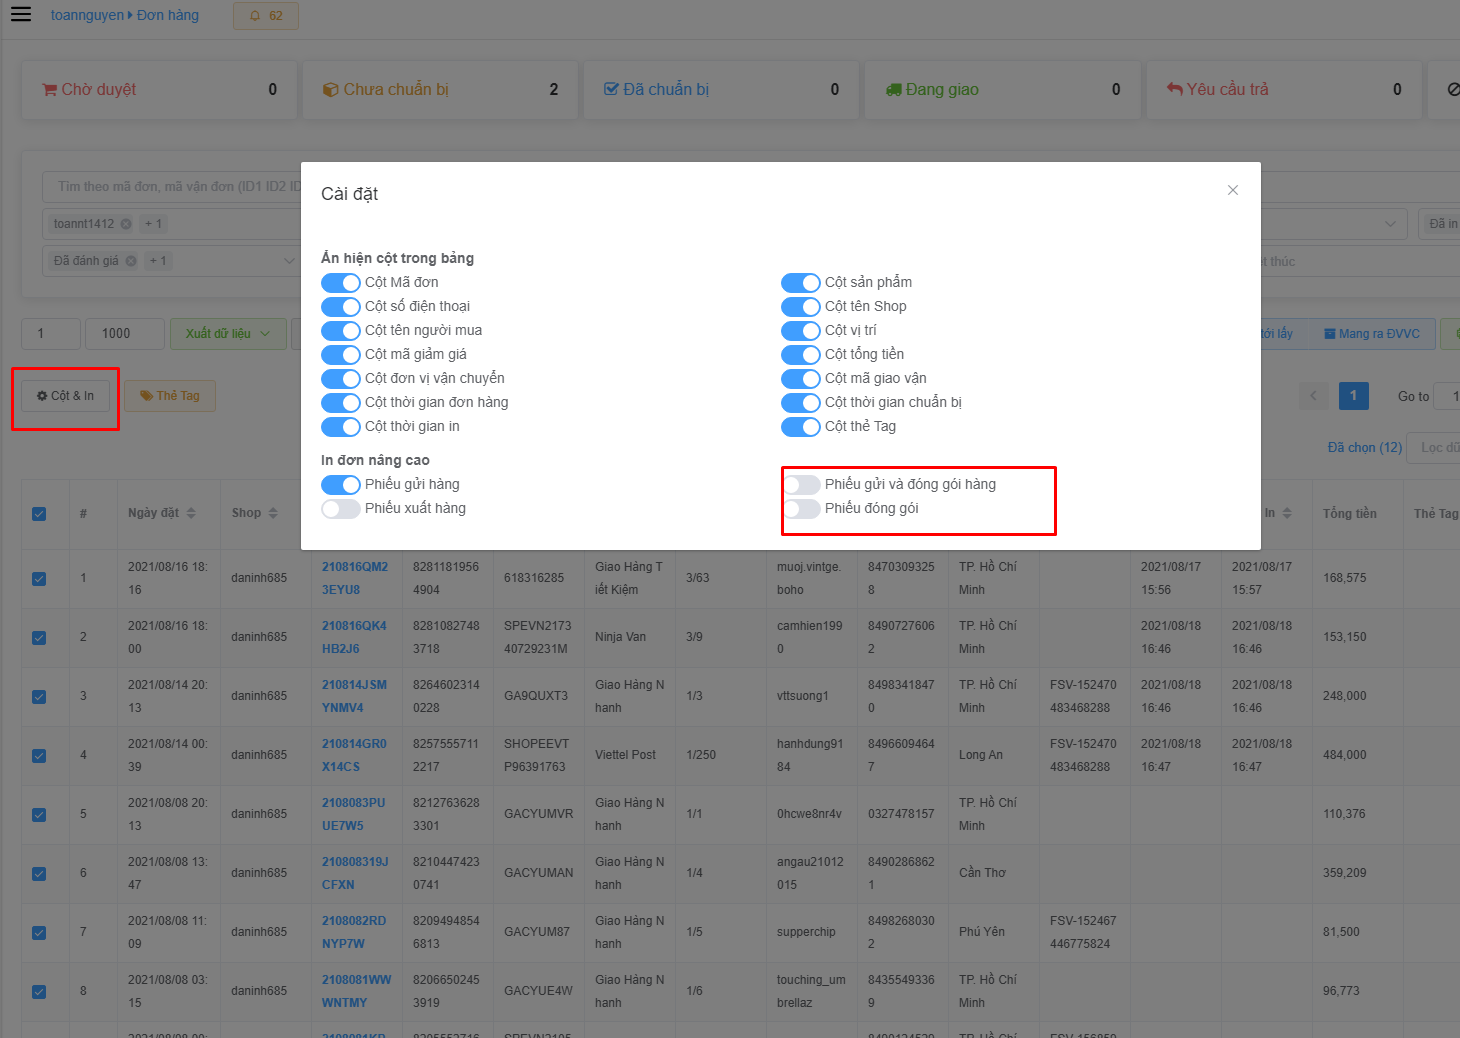 toannguyen Đơn hàng 62
Chờ duyệt 0
Chưa chuẩn bị 2
Đã chuẩn bị 0
Đang giao 0
Yêu cầu trả 0
Tìm theo mã đơn, mã vận đơn (ID1 ID2 ID
toannt1412 + 1
Đã in
Đã đánh giá + 1
t thúc
1 1000 Xuất dữ liệu
tới lấy Mang ra ĐVVC
Cột & In Thẻ Tag
1 Go to 1
Đã chọn (12) Lọc dữ
Cài đặt
Ẩn hiện cột trong bảng
Cột Mã đơn Cột sản phẩm
Cột số điện thoại Cột tên Shop
Cột tên người mua Cột vị trí
Cột mã giảm giá Cột tổng tiền
Cột đơn vị vận chuyển Cột mã giao vận
Cột thời gian đơn hàng Cột thời gian chuẩn bị
Cột thời gian in Cột thẻ Tag
In đơn nâng cao
Phiếu gửi hàng Phiếu gửi và đóng gói hàng
Phiếu xuất hàng Phiếu đóng gói
# Ngày đặt Shop In Tổng tiền Thẻ Tag
1 2021/08/16 18:16 daninh685 210816QM23EYU8 82811819564904 618316285 Giao Hàng Tiết Kiệm 3/63 muoj.vintge.boho 84703093258 TP. Hồ Chí Minh 2021/08/17 15:56 2021/08/17 15:57 168,575
2 2021/08/16 18:00 daninh685 210816QK4HB2J6 82810827483718 SPEVN217340729231M Ninja Van 3/9 camhien1990 84907276062 TP. Hồ Chí Minh 2021/08/18 16:46 2021/08/18 16:46 153,150
3 2021/08/14 20:13 daninh685 210814JSMYNMV4 82646023140228 GA9QUXT3 Giao Hàng Nhanh 1/3 vttsuong1 84983418470 TP. Hồ Chí Minh FSV-152470483468288 2021/08/18 16:46 2021/08/18 16:46 248,000
4 2021/08/14 00:39 daninh685 210814GR0X14CS 82575557112217 SHOPEEVTP96391763 Viettel Post 1/250 hanhdung9184 84966094647 Long An FSV-152470483468288 2021/08/18 16:47 2021/08/18 16:47 484,000
5 2021/08/08 20:13 daninh685 2108083PUUE7W5 82127636283301 GACYUMVR Giao Hàng Nhanh 1/1 0hcwe8nr4v 0327478157 TP. Hồ Chí Minh 110,376
6 2021/08/08 13:47 daninh685 210808319JCFXN 82104474230741 GACYUMAN Giao Hàng Nhanh 1/4 angau21012015 84902868621 Cần Thơ 359,209
7 2021/08/08 11:09 daninh685 2108082RDNYP7W 82094948546813 GACYUM87 Giao Hàng Nhanh 1/5 supperchip 84982680302 Phú Yên FSV-152467446775824 81,500
8 2021/08/08 03:15 daninh685 2108081WWWNTMY 82066502453919 GACYUE4W Giao Hàng Nhanh 1/6 touching_umbrellaz 84355493369 TP. Hồ Chí Minh 96,773